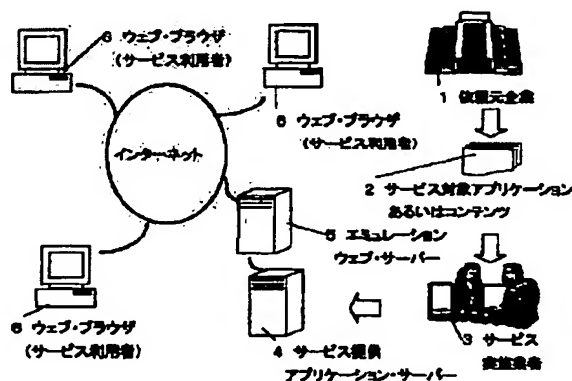 6 ウェブ・ブラウザ
(サービス利用者)
6 ウェブ・ブラウザ
(サービス利用者)
1 依頼元企業
インターネット
2 サービス対象アプリケーション
あるいはコンテンツ
5 エミュレーション
ウェブ・サーバー
6 ウェブ・ブラウザ
(サービス利用者)
4 サービス提供
アプリケーション・サーバー
3 サービス
実施業者